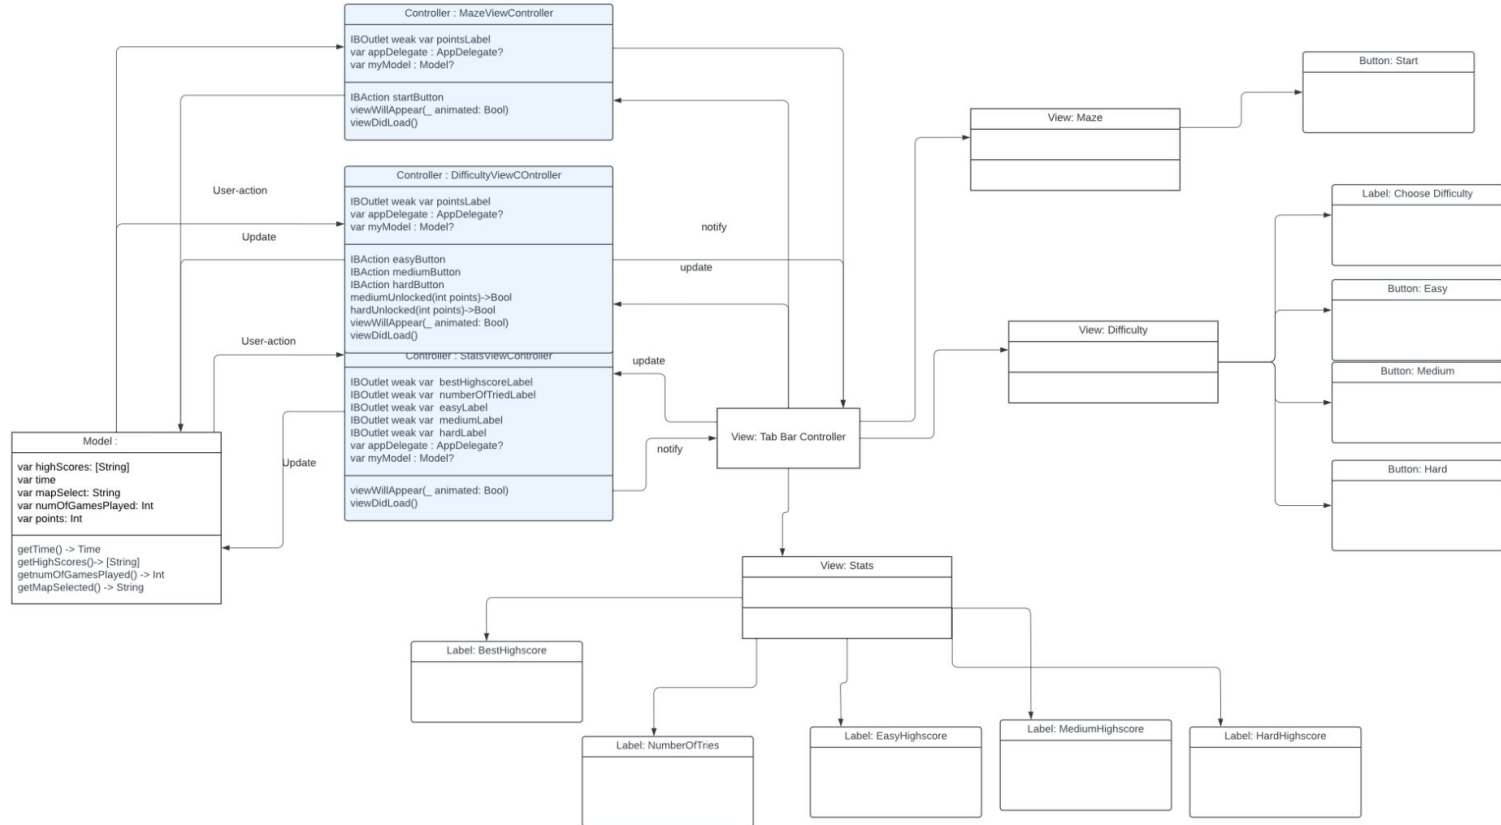 Controller : MazeViewController
IBOutlet weak var pointsLabel
var appDelegate : AppDelegate?
var myModel : Model?
IBAction startButton
viewWillAppear(_ animated: Bool)
viewDidLoad()
Controller : DifficultyViewCOntroller
IBOutlet weak var pointsLabel
var appDelegate : AppDelegate?
var myModel : Model?
IBAction easyButton
IBAction mediumButton
IBAction hardButton
mediumUnlocked(int points)->Bool
hardUnlocked(int points)->Bool
viewWillAppear(_ animated: Bool)
viewDidLoad()
Controller : StatsViewController
IBOutlet weak var bestHighscoreLabel
IBOutlet weak var numberOfTriedLabel
IBOutlet weak var easyLabel
IBOutlet weak var mediumLabel
IBOutlet weak var hardLabel
var appDelegate : AppDelegate?
var myModel : Model?
viewWillAppear(_ animated: Bool)
viewDidLoad()
User-action
Update
User-action
Update
notify
update
update
notify
Model :
var highScores: [String]
var time
var mapSelect: String
var numOfGamesPlayed: Int
var points: Int
getTime() -> Time
getHighScores()-> [String]
getnumOfGamesPlayed() -> Int
getMapSelected() -> String
View: Tab Bar Controller
View: Maze
Button: Start
View: Difficulty
Label: Choose Difficulty
Button: Easy
Button: Medium
Button: Hard
View: Stats
Label: BestHighscore
Label: NumberOfTries
Label: EasyHighscore
Label: MediumHighscore
Label: HardHighscore